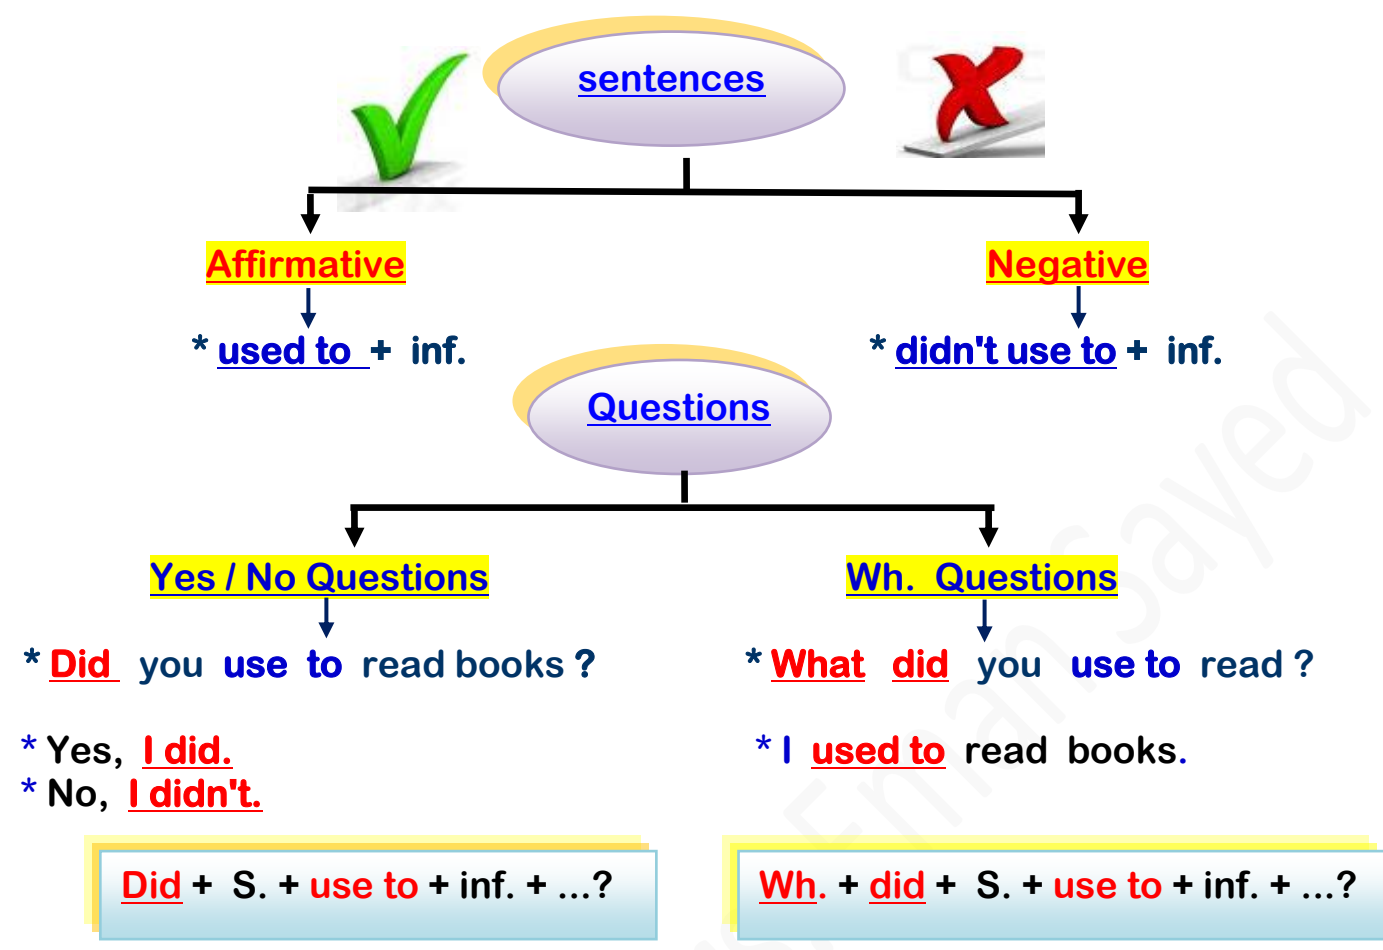 sentences
Affirmative
Negative
* used to + inf.
* didn't use to + inf.
Questions
Yes / No Questions
Wh. Questions
* Did you use to read books ?
* What did you use to read ?
* Yes, I did.
* I used to read books.
* No, I didn't.
Did + S. + use to + inf. + ...?
Wh. + did + S. + use to + inf. + ...?
Eman Sayed